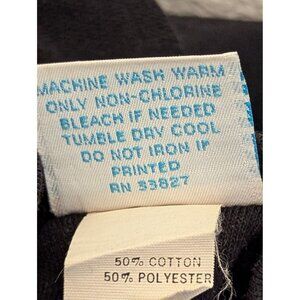 MACHINE WASH WARM
ONLY NON-CHLORINE
BLEACH IF NEEDED
TUMBLE DRY COOL
DO NOT IRON IF
PRINTED
RN 33827
50% COTTON
50% POLYESTER